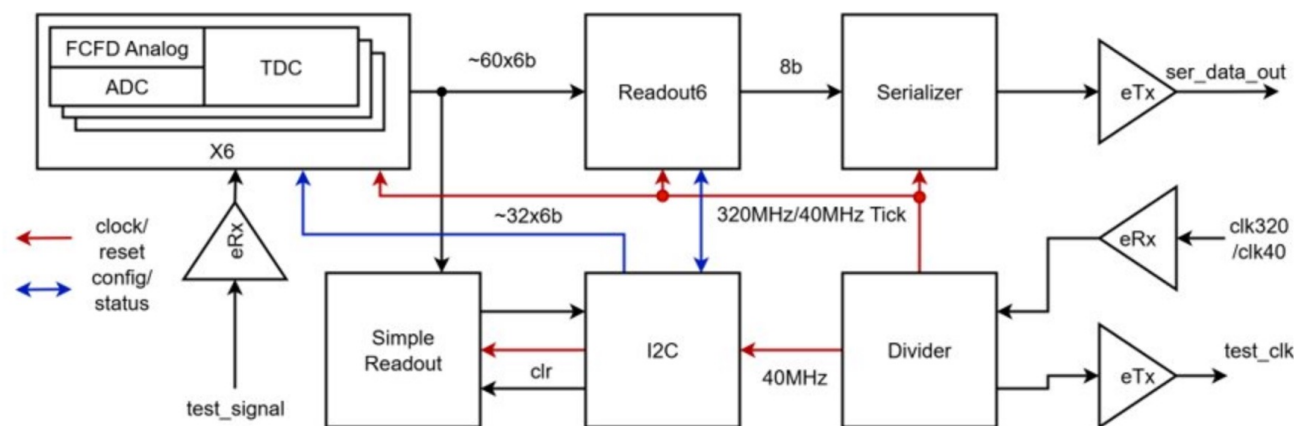 FCFD Analog
ADC
TDC
X6
~60x6b
Readout6
8b
Serializer
eTx
ser_data_out
clock/
reset
config/
status
eRx
test_signal
~32x6b
320MHz/40MHz Tick
eRx
clk320
/clk40
Simple
Readout
clr
I2C
40MHz
Divider
eTx
test_clk